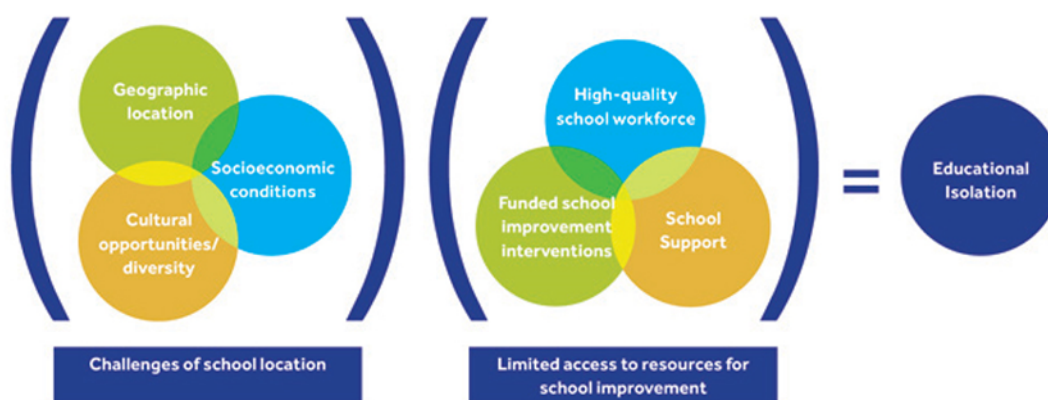 Geographic
location
Socioeconomic
conditions
Cultural
opportunities/
diversity
High-quality
school workforce
Funded school
improvement
interventions
School
Support
=
Educational
Isolation
Challenges of school location
Limited access to resources for
school improvement